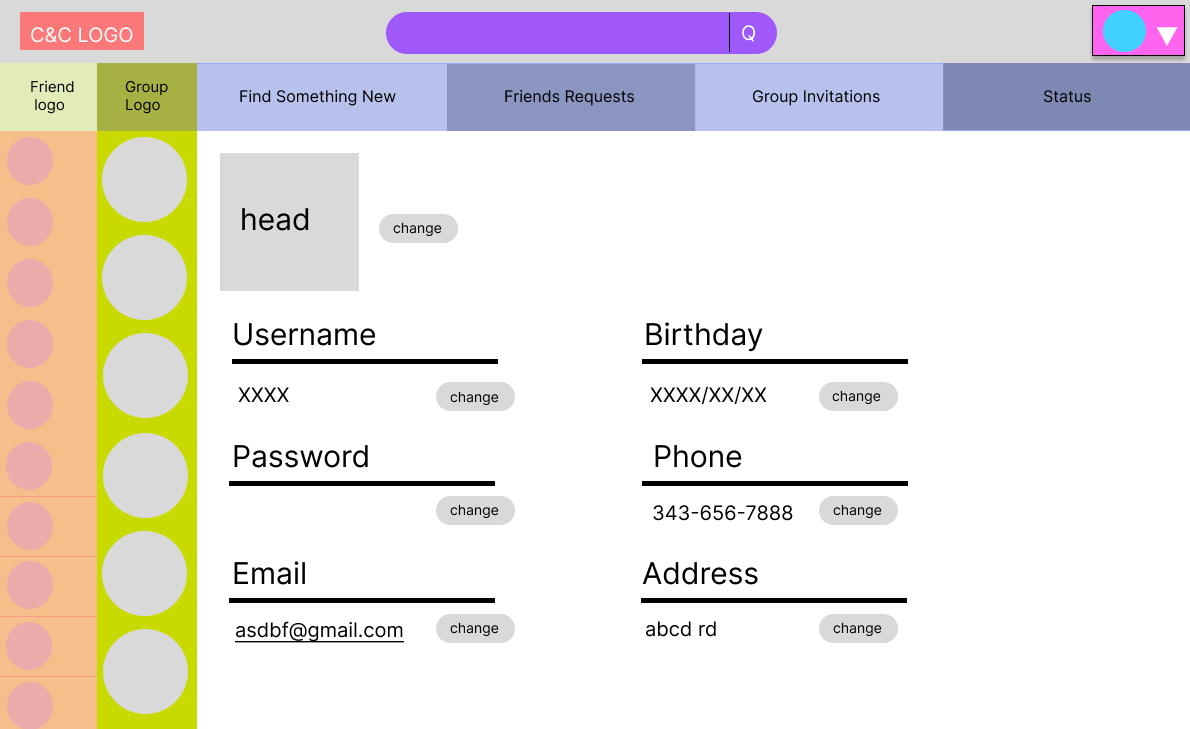 C&C LOGO
Q
Friend
logo
Group
Logo
Find Something New
Friends Requests
Group Invitations
Status
head
change
Username
Birthday
XXXX
change
XXXX/XX/XX
change
Password
Phone
change
343-656-7888
change
Email
Address
asdbf@gmail.com
change
abcd rd
change